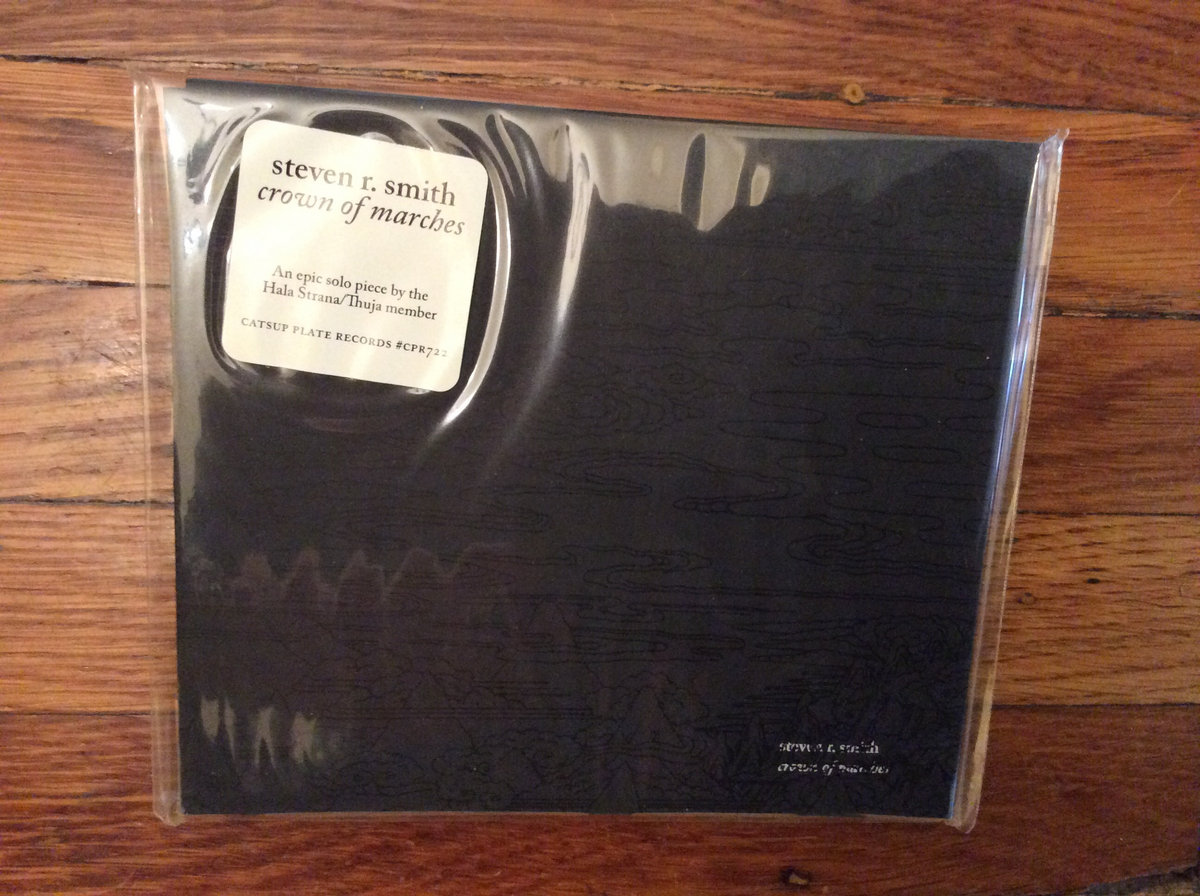 steven r. smith
crown of marches
An epic solo piece by the
Hala Strana/Thuja member
CATSUP PLATE RECORDS #CPR722
steven r. smith
crown of marches